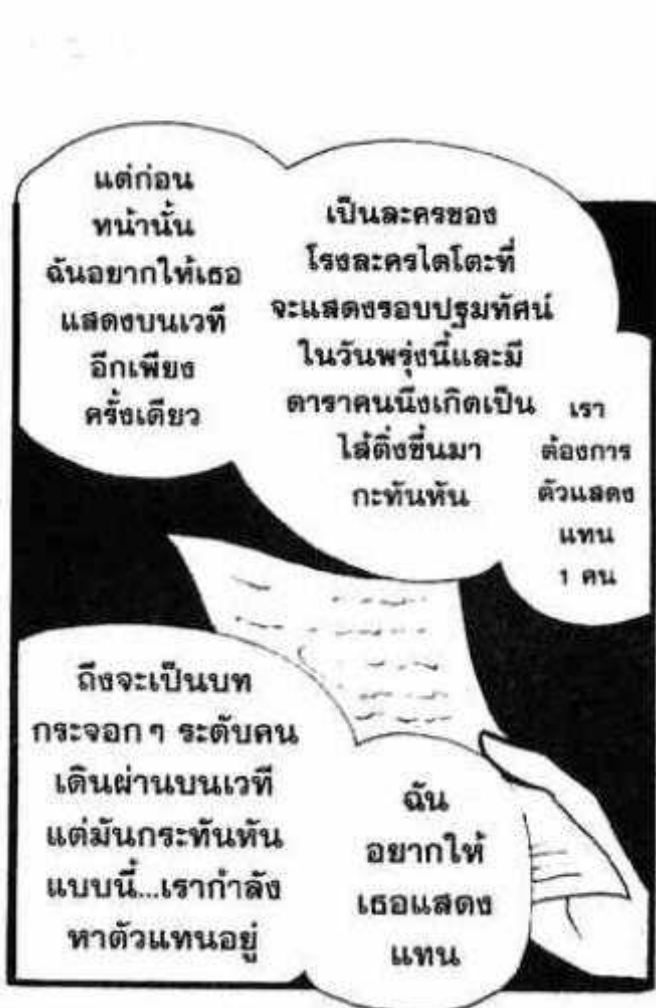 แต่ก่อน
หน้านั้น
ฉันอยากให้เธอ
แสดงบนเวที
อีกเพียง
ครั้งเดียว
เป็นละครของ
โรงละครไดโตะที่
จะแสดงรอบปฐมทัศน์
ในวันพรุ่งนี้และมี
ดาราคนนึงเกิดเป็น
ไส้ติ่งขึ้นมา
กะทันหัน
เรา
ต้องการ
ตัวแสดง
แทน
1 คน
ถึงจะเป็นบท
กระจอกๆ ระดับคน
เดินผ่านบนเวที
แต่มันกระทันหัน
แบบนี้...เรากำลัง
หาตัวแทนอยู่
ฉัน
อยากให้
เธอแสดง
แทน